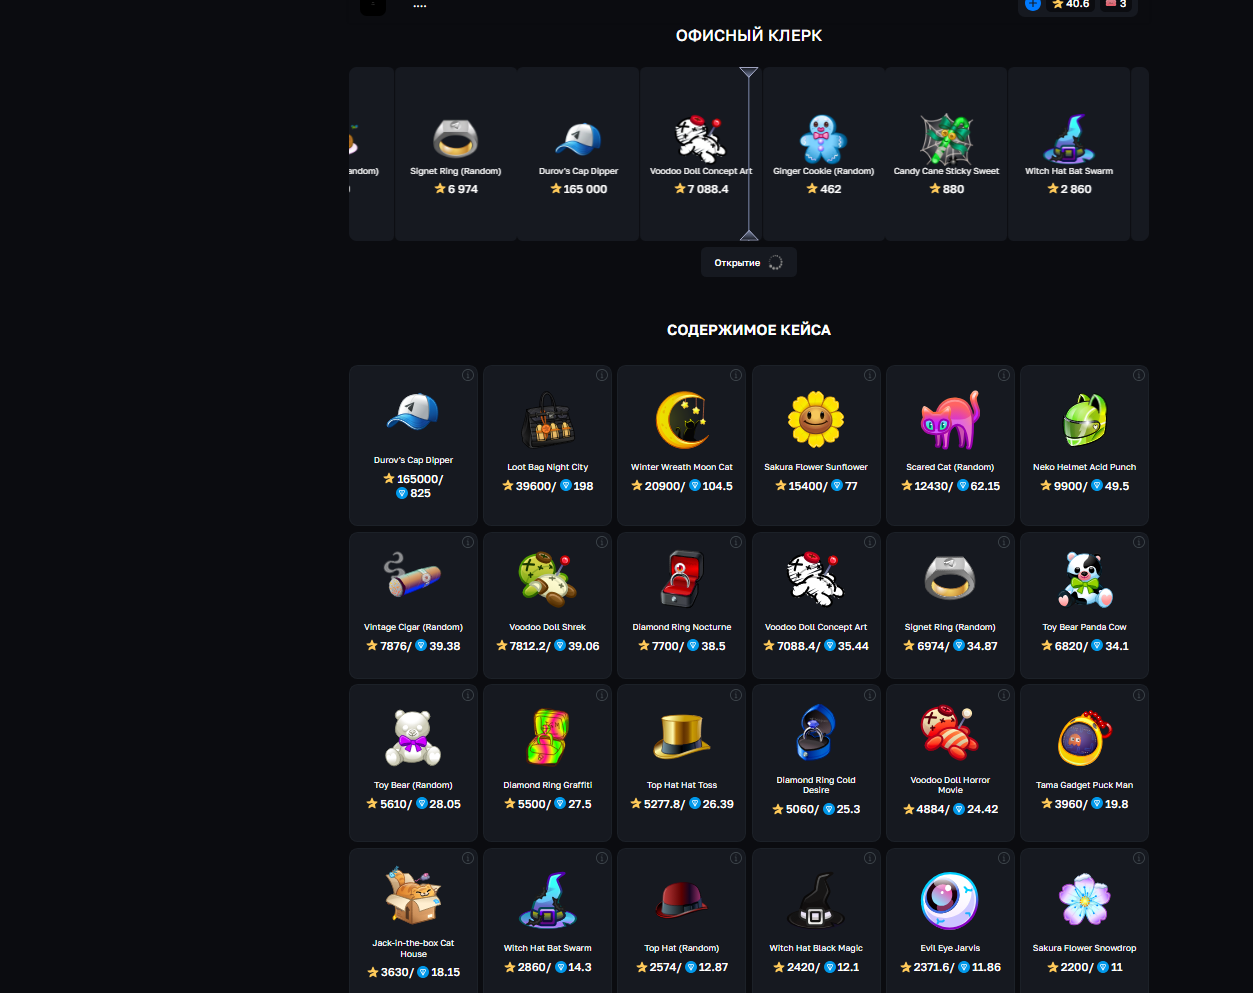 ....
40.6
3
ОФИСНЫЙ КЛЕРК
andom)
Signet Ring (Random)
6 974
Durov's Cap Dipper
165 000
Voodoo Doll Concept Art
7 088.4
Ginger Cookie (Random)
462
Candy Cane Sticky Sweet
880
Witch Hat Bat Swarm
2 860
Открытие
СОДЕРЖИМОЕ КЕЙСА
Durov's Cap Dipper
165000/
825
Loot Bag Night City
39600/ 198
Winter Wreath Moon Cat
20900/ 104.5
Sakura Flower Sunflower
15400/ 77
Scared Cat (Random)
12430/ 62.15
Neko Helmet Acid Punch
9900/ 49.5
Vintage Cigar (Random)
7876/ 39.38
Voodoo Doll Shrek
7812.2/ 39.06
Diamond Ring Nocturne
7700/ 38.5
Voodoo Doll Concept Art
7088.4/ 35.44
Signet Ring (Random)
6974/ 34.87
Toy Bear Panda Cow
6820/ 34.1
Toy Bear (Random)
5610/ 28.05
Diamond Ring Graffiti
5500/ 27.5
Top Hat Hat Toss
5277.8/ 26.39
Diamond Ring Cold
Desire
5060/ 25.3
Voodoo Doll Horror
Movie
4884/ 24.42
Tama Gadget Puck Man
3960/ 19.8
Jack-in-the-box Cat
House
3630/ 18.15
Witch Hat Bat Swarm
2860/ 14.3
Top Hat (Random)
2574/ 12.87
Witch Hat Black Magic
2420/ 12.1
Evil Eye Jarvis
2371.6/ 11.86
Sakura Flower Snowdrop
2200/ 11